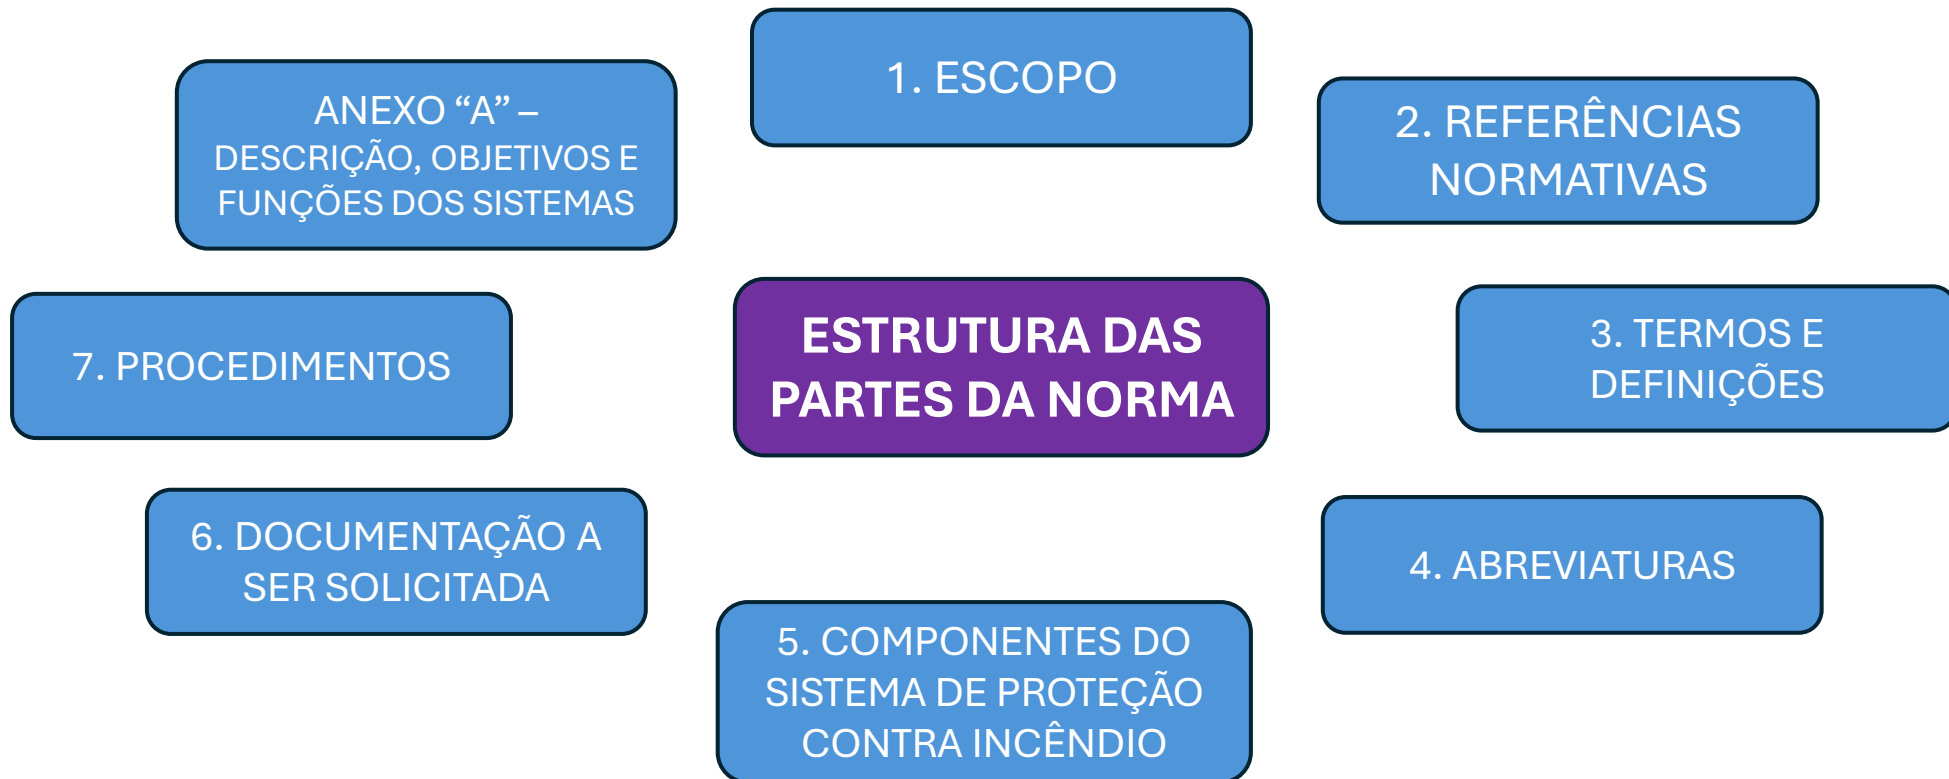 1. ESCOPO
2. REFERÊNCIAS
NORMATIVAS
3. TERMOS E
DEFINIÇÕES
4. ABREVIATURAS
5. COMPONENTES DO
SISTEMA DE PROTEÇÃO
CONTRA INCÊNDIO
6. DOCUMENTAÇÃO A
SER SOLICITADA
7. PROCEDIMENTOS
ANEXO “A” –
DESCRIÇÃO, OBJETIVOS E
FUNÇÕES DOS SISTEMAS
ESTRUTURA DAS
PARTES DA NORMA